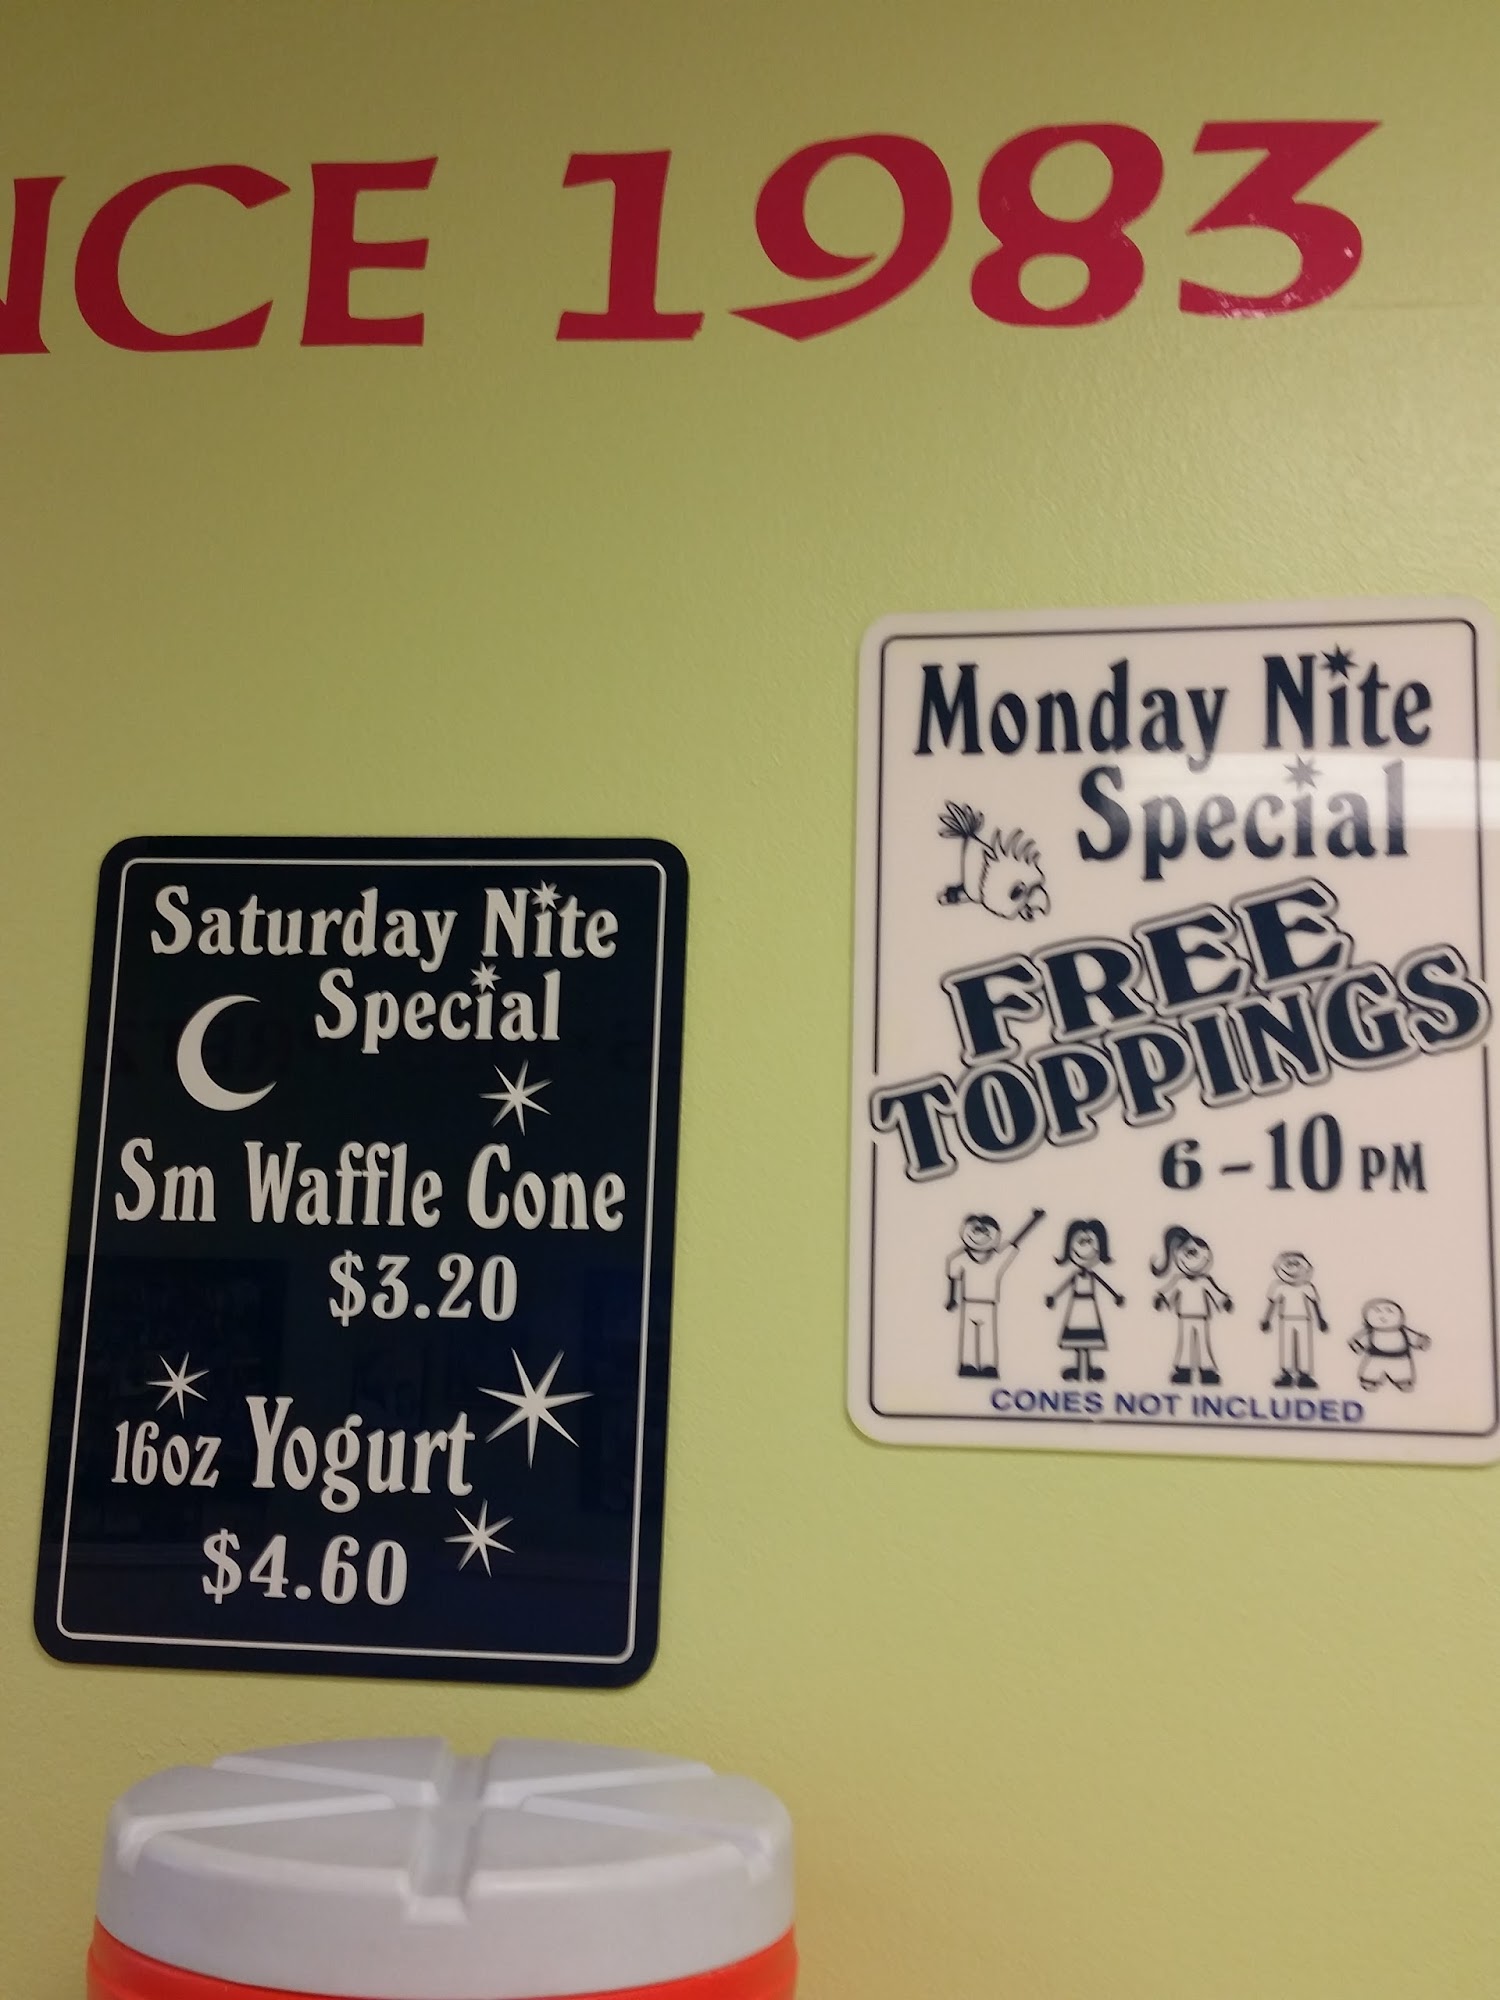 NCE 1983
Saturday Nite
Special
Sm Waffle Cone
$3.20
16oz Yogurt
$4.60
Monday Nite
Special
FREE
TOPPINGS
6-10 PM
CONES NOT INCLUDED